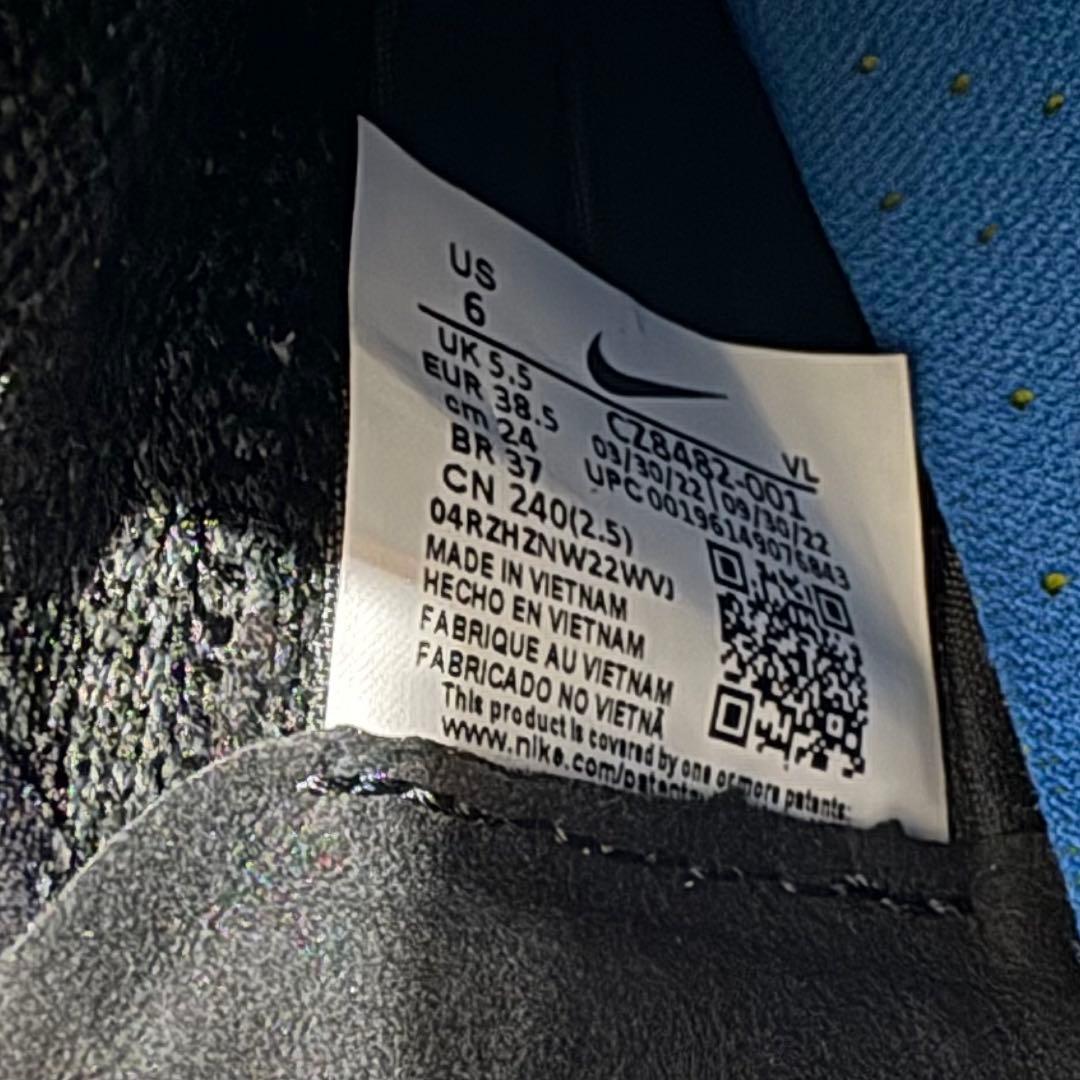 US
6
UK 5.5
EUR 38.5
cm 24
BR 37
CN 240(2.5)
VL
CZ8482-001
03/30/22 | 09/30/22
UPC 00196149076843
04RZHZNW22WVJ
MADE IN VIETNAM
HECHO EN VIETNAM
FABRIQUE AU VIETNAM
FABRICADO NO VIETNÃ
This product is covered by one or more patents:
www.nike.com/patents